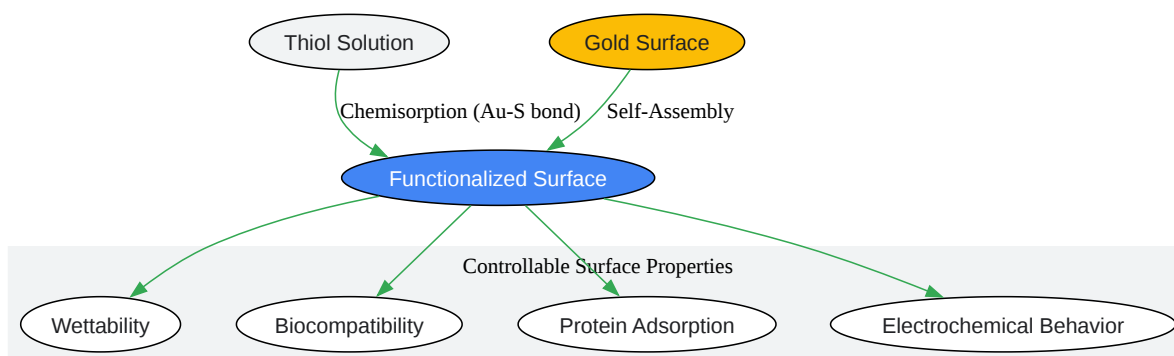 Thiol Solution
Gold Surface
Chemisorption (Au-S bond)
Self-Assembly
Functionalized Surface
Controllable Surface Properties
Wettability
Biocompatibility
Protein Adsorption
Electrochemical Behavior